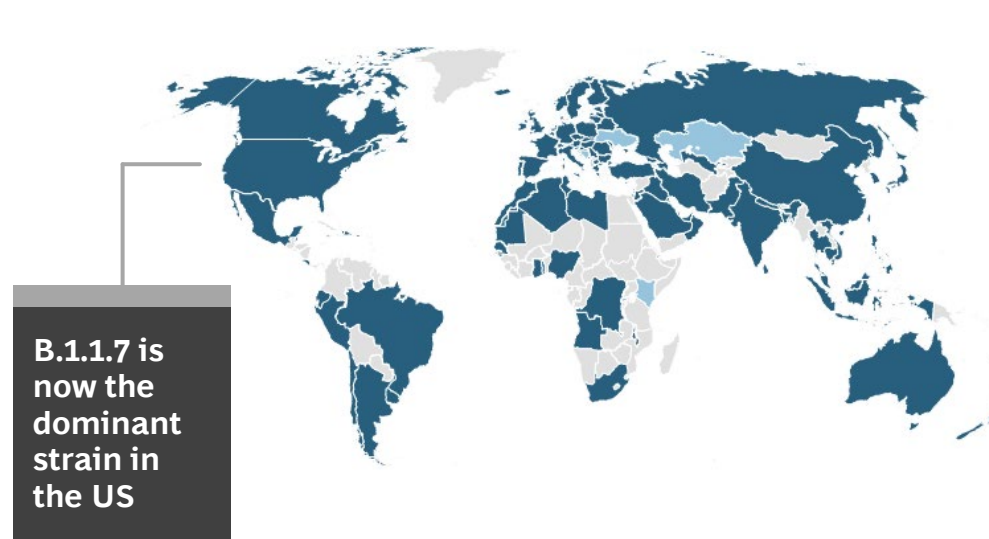 B.1.1.7 is
now the
dominant
strain in
the US